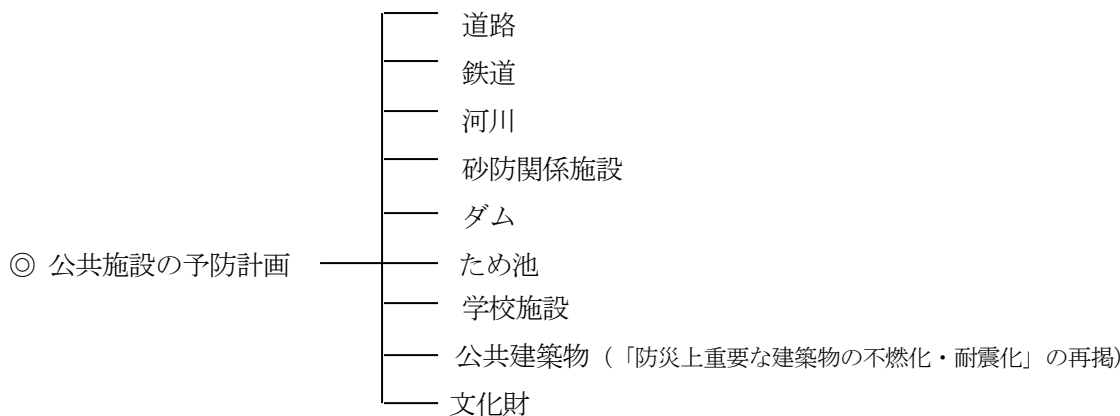 道路
鉄道
河川
砂防関係施設
ダム
◎ 公共施設の予防計画
ため池
学校施設
公共建築物（「防災上重要な建築物の不燃化・耐震化」の再掲)
文化財